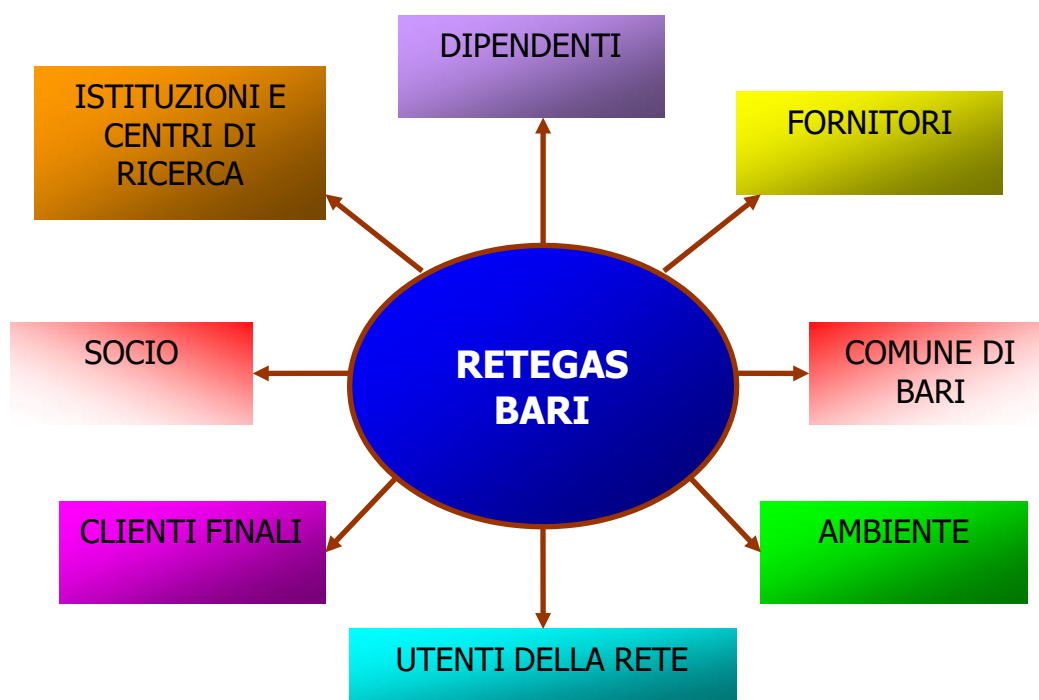 DIPENDENTI
ISTITUZIONI E
CENTRI DI
RICERCA
FORNITORI
SOCIO
RETEGAS
BARI
COMUNE DI
BARI
CLIENTI FINALI
AMBIENTE
UTENTI DELLA RETE